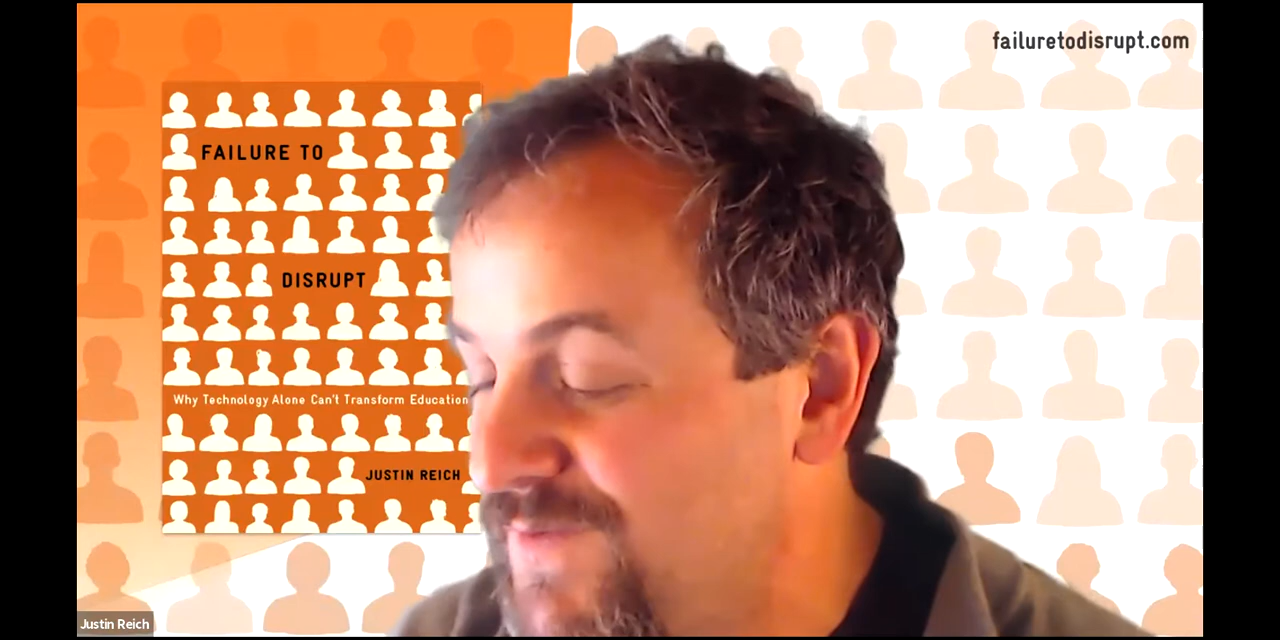 failuretodisrupt.com
FAILURE TO
DISRUPT
Why Technology Alone Can't Transform Education
JUSTIN REICH
Justin Reich